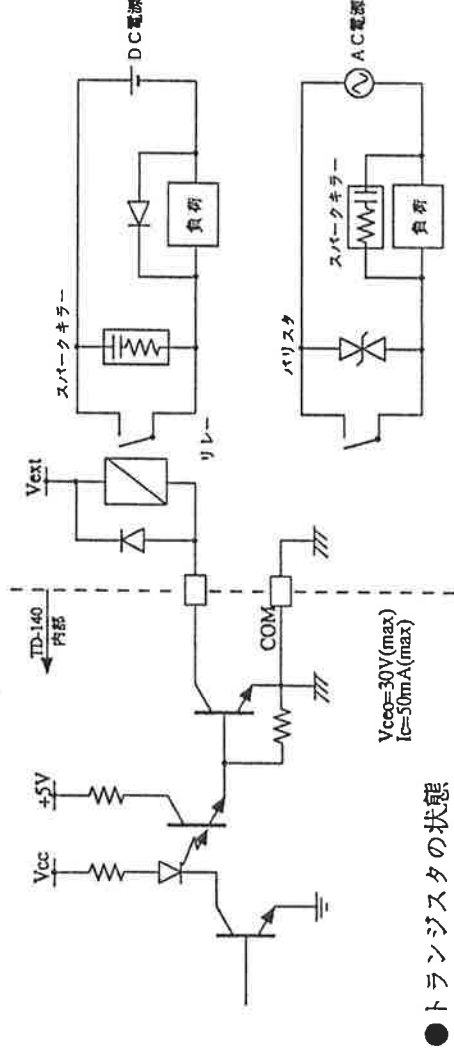 TD-140
内部
Vcc
+5V
Vext
COM
Vceo=30V(max)
Ic=50mA(max)
リレー
スパークキラー
負荷
DC電源
バリスタ
スパークキラー
負荷
AC電源
●トランジスタの状態